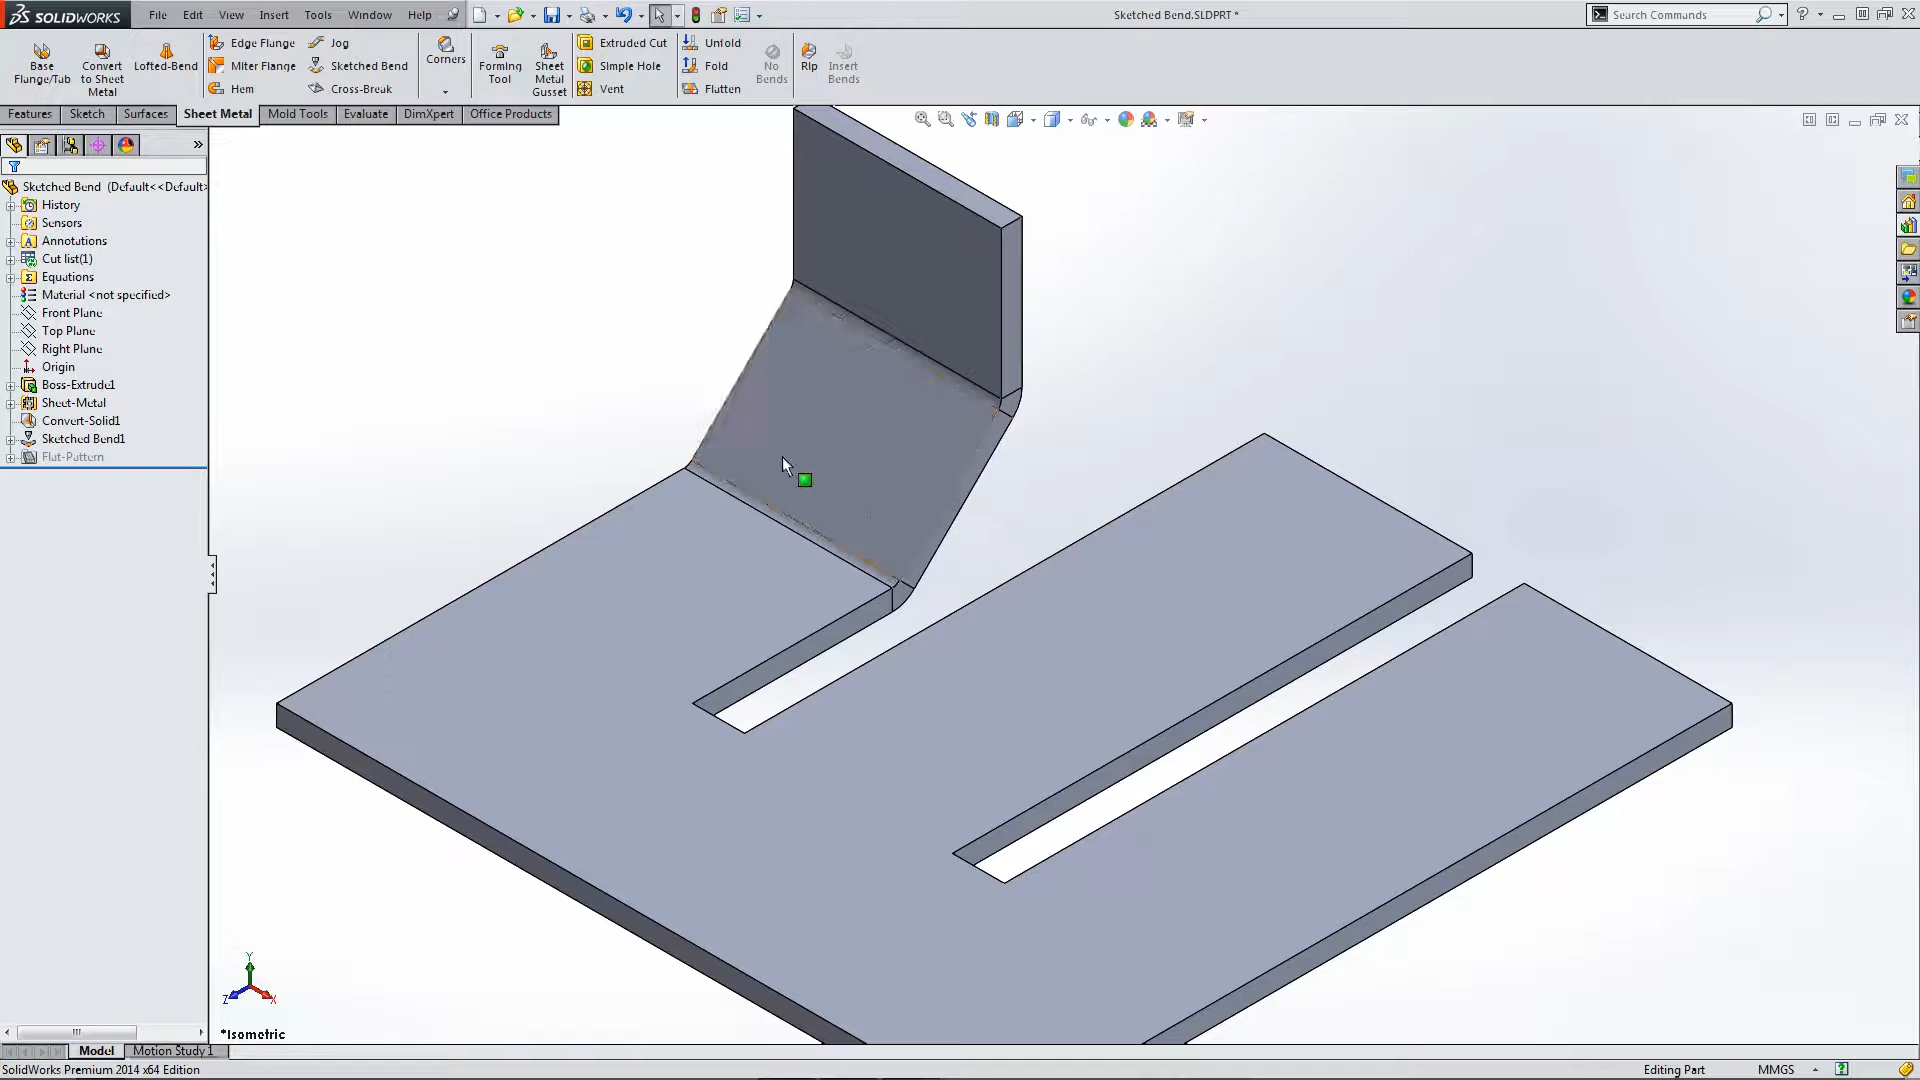 SOLIDWORKS File Edit View Insert Tools Window Help Sketched Bend.SLDPRT * Search Commands
Base Flange/Tub
Convert to Sheet Metal
Lofted-Bend
Edge Flange
Miter Flange
Hem
Jog
Sketched Bend
Cross-Break
Corners
Forming Tool
Sheet Metal Gusset
Extruded Cut
Simple Hole
Vent
Unfold
Fold
Flatten
No Bends
Rip
Insert Bends
Features Sketch Surfaces Sheet Metal Mold Tools Evaluate DimXpert Office Products
Sketched Bend (Default<<Default>
History
Sensors
Annotations
Cut list(1)
Equations
Material <not specified>
Front Plane
Top Plane
Right Plane
Origin
Boss-Extrude1
Sheet-Metal
Convert-Solid1
Sketched Bend1
Flat-Pattern
Y
Z
X
*Isometric
Model Motion Study 1
SolidWorks Premium 2014 x64 Edition Editing Part MMGS